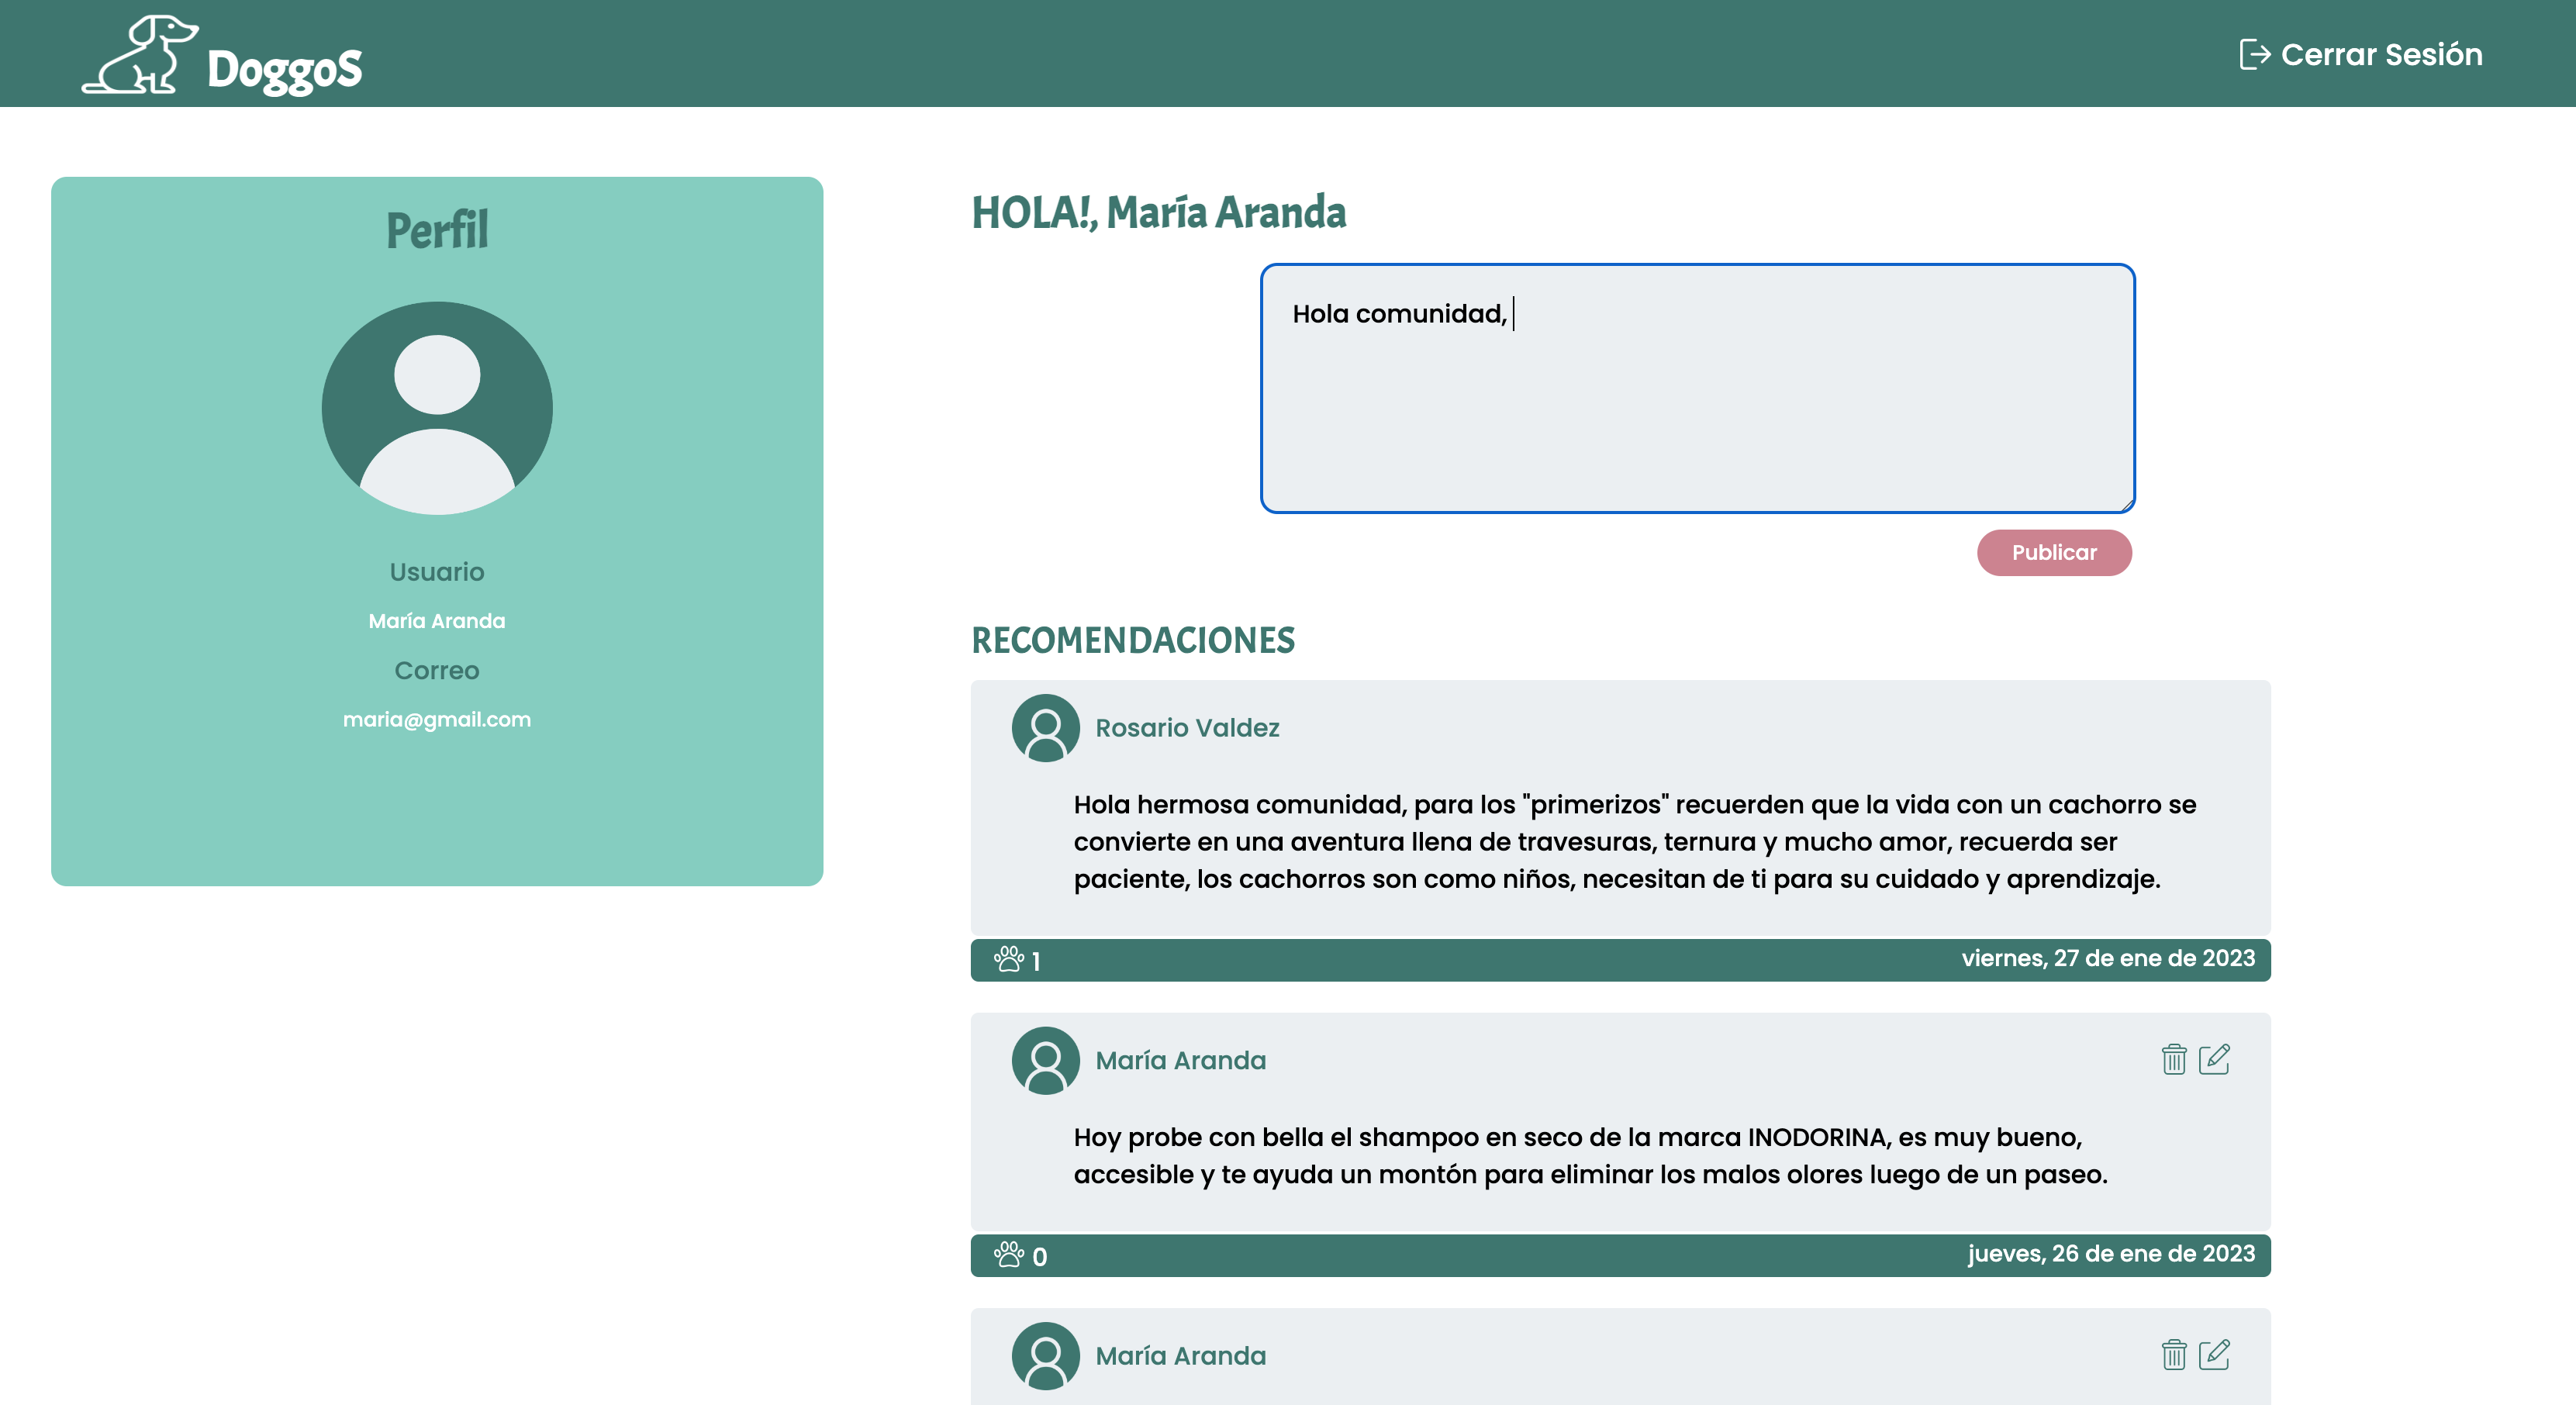 DoggoS
Cerrar Sesión
Perfil
Usuario
María Aranda
Correo
maria@gmail.com
HOLA!, María Aranda
Hola comunidad,
Publicar
RECOMENDACIONES
Rosario Valdez
Hola hermosa comunidad, para los "primerizos" recuerden que la vida con un cachorro se
convierte en una aventura llena de travesuras, ternura y mucho amor, recuerda ser
paciente, los cachorros son como niños, necesitan de ti para su cuidado y aprendizaje.
1
viernes, 27 de ene de 2023
María Aranda
Hoy probe con bella el shampoo en seco de la marca INODORINA, es muy bueno,
accesible y te ayuda un montón para eliminar los malos olores luego de un paseo.
0
jueves, 26 de ene de 2023
María Aranda